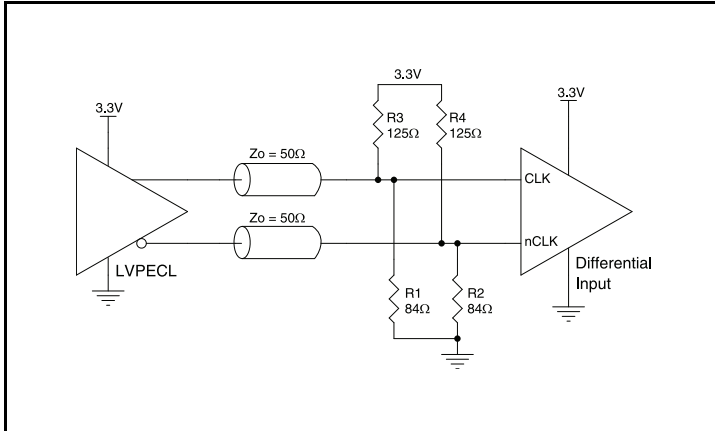 3.3V
3.3V
3.3V
R3
125Ω
R4
125Ω
Zo = 50Ω
CLK
Zo = 50Ω
nCLK
LVPECL
R1
84Ω
R2
84Ω
Differential
Input